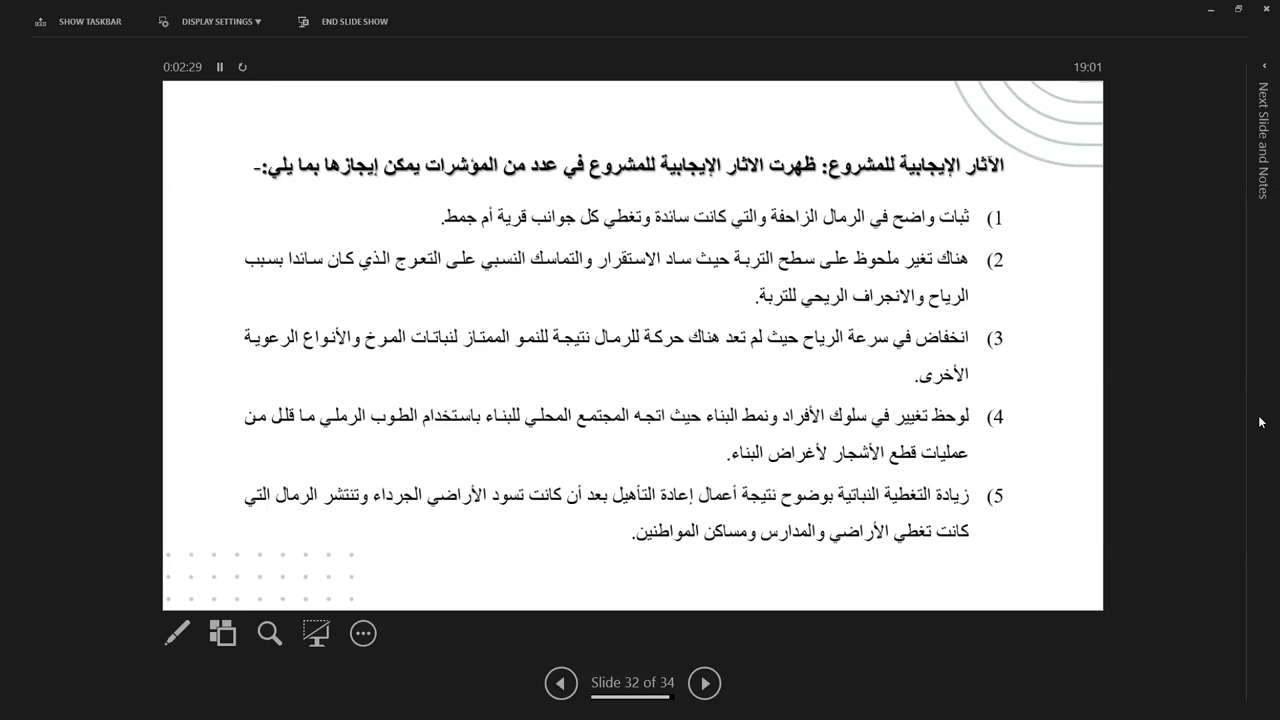 SHOW TASKBAR
DISPLAY SETTINGS
END SLIDE SHOW
0:02:29
19:01
Next Slide and Notes
الآثار الإيجابية للمشروع: ظهرت الاثار الإيجابية للمشروع في عدد من المؤشرات يمكن إيجازها بما يلي:-
1) ثبات واضح في الرمال الزاحفة والتي كانت سائدة وتغطي كل جوانب قرية أم جمط.
2) هناك تغير ملحوظ على سطح التربة حيث ساد الاستقرار والتماسك النسبي على التعرج الذي كان سائدا بسبب
الرياح والانجراف الريحي للتربة.
3) انخفاض في سرعة الرياح حيث لم تعد هناك حركة للرمال نتيجة للنمو الممتاز لنباتات المرخ والأنواع الرعوية
الأخرى.
4) لوحظ تغيير في سلوك الأفراد ونمط البناء حيث اتجه المجتمع المحلي للبناء باستخدام الطوب الرملي ما قلل من
عمليات قطع الأشجار لأغراض البناء.
5) زيادة التغطية النباتية بوضوح نتيجة أعمال إعادة التأهيل بعد أن كانت تسود الأراضي الجرداء وتنتشر الرمال التي
كانت تغطي الأراضي والمدارس ومساكن المواطنين.
Slide 32 of 34